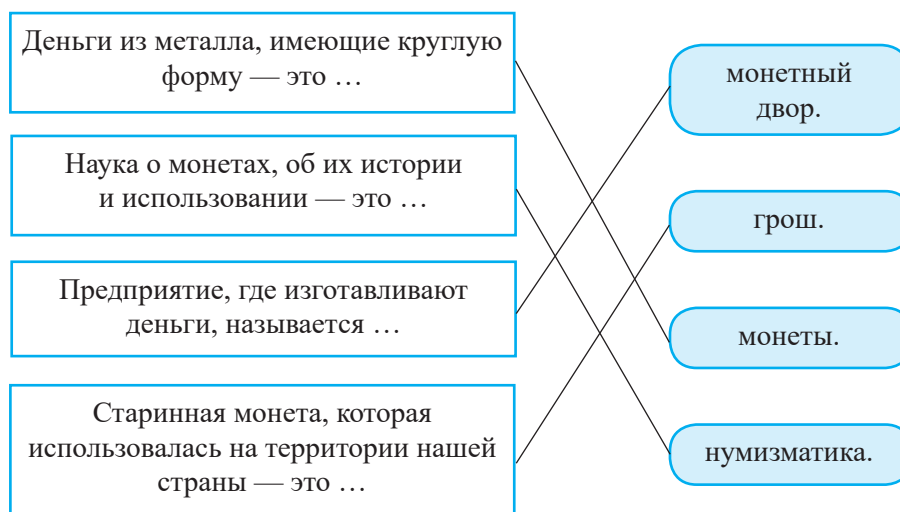 Деньги из металла, имеющие круглую
форму — это …
Наука о монетах, об их истории
и использовании — это …
Предприятие, где изготавливают
деньги, называется …
Старинная монета, которая
использовалась на территории нашей
страны — это …
монетный
двор.
грош.
монеты.
нумизматика.